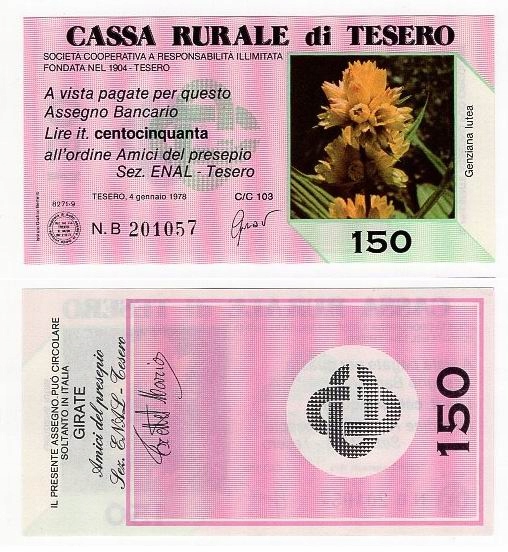 CASSA RURALE di TESERO
SOCIETÀ COOPERATIVA A RESPONSABILITÀ ILLIMITATA
FONDATA NEL 1904 - TESERO
A vista pagate per questo
Assegno Bancario
Lire it. centocinquanta
all'ordine Amici del presepio
Sez. ENAL - Tesero
8271-9
TESERO, 4 gennaio 1978
C/C 103
N.B 201057
Genziana lutea
150
IL PRESENTE ASSEGNO PUÒ CIRCOLARE
SOLTANTO IN ITALIA
GIRATE
Amici del presepio
Sez. ENAL - Tesero
150